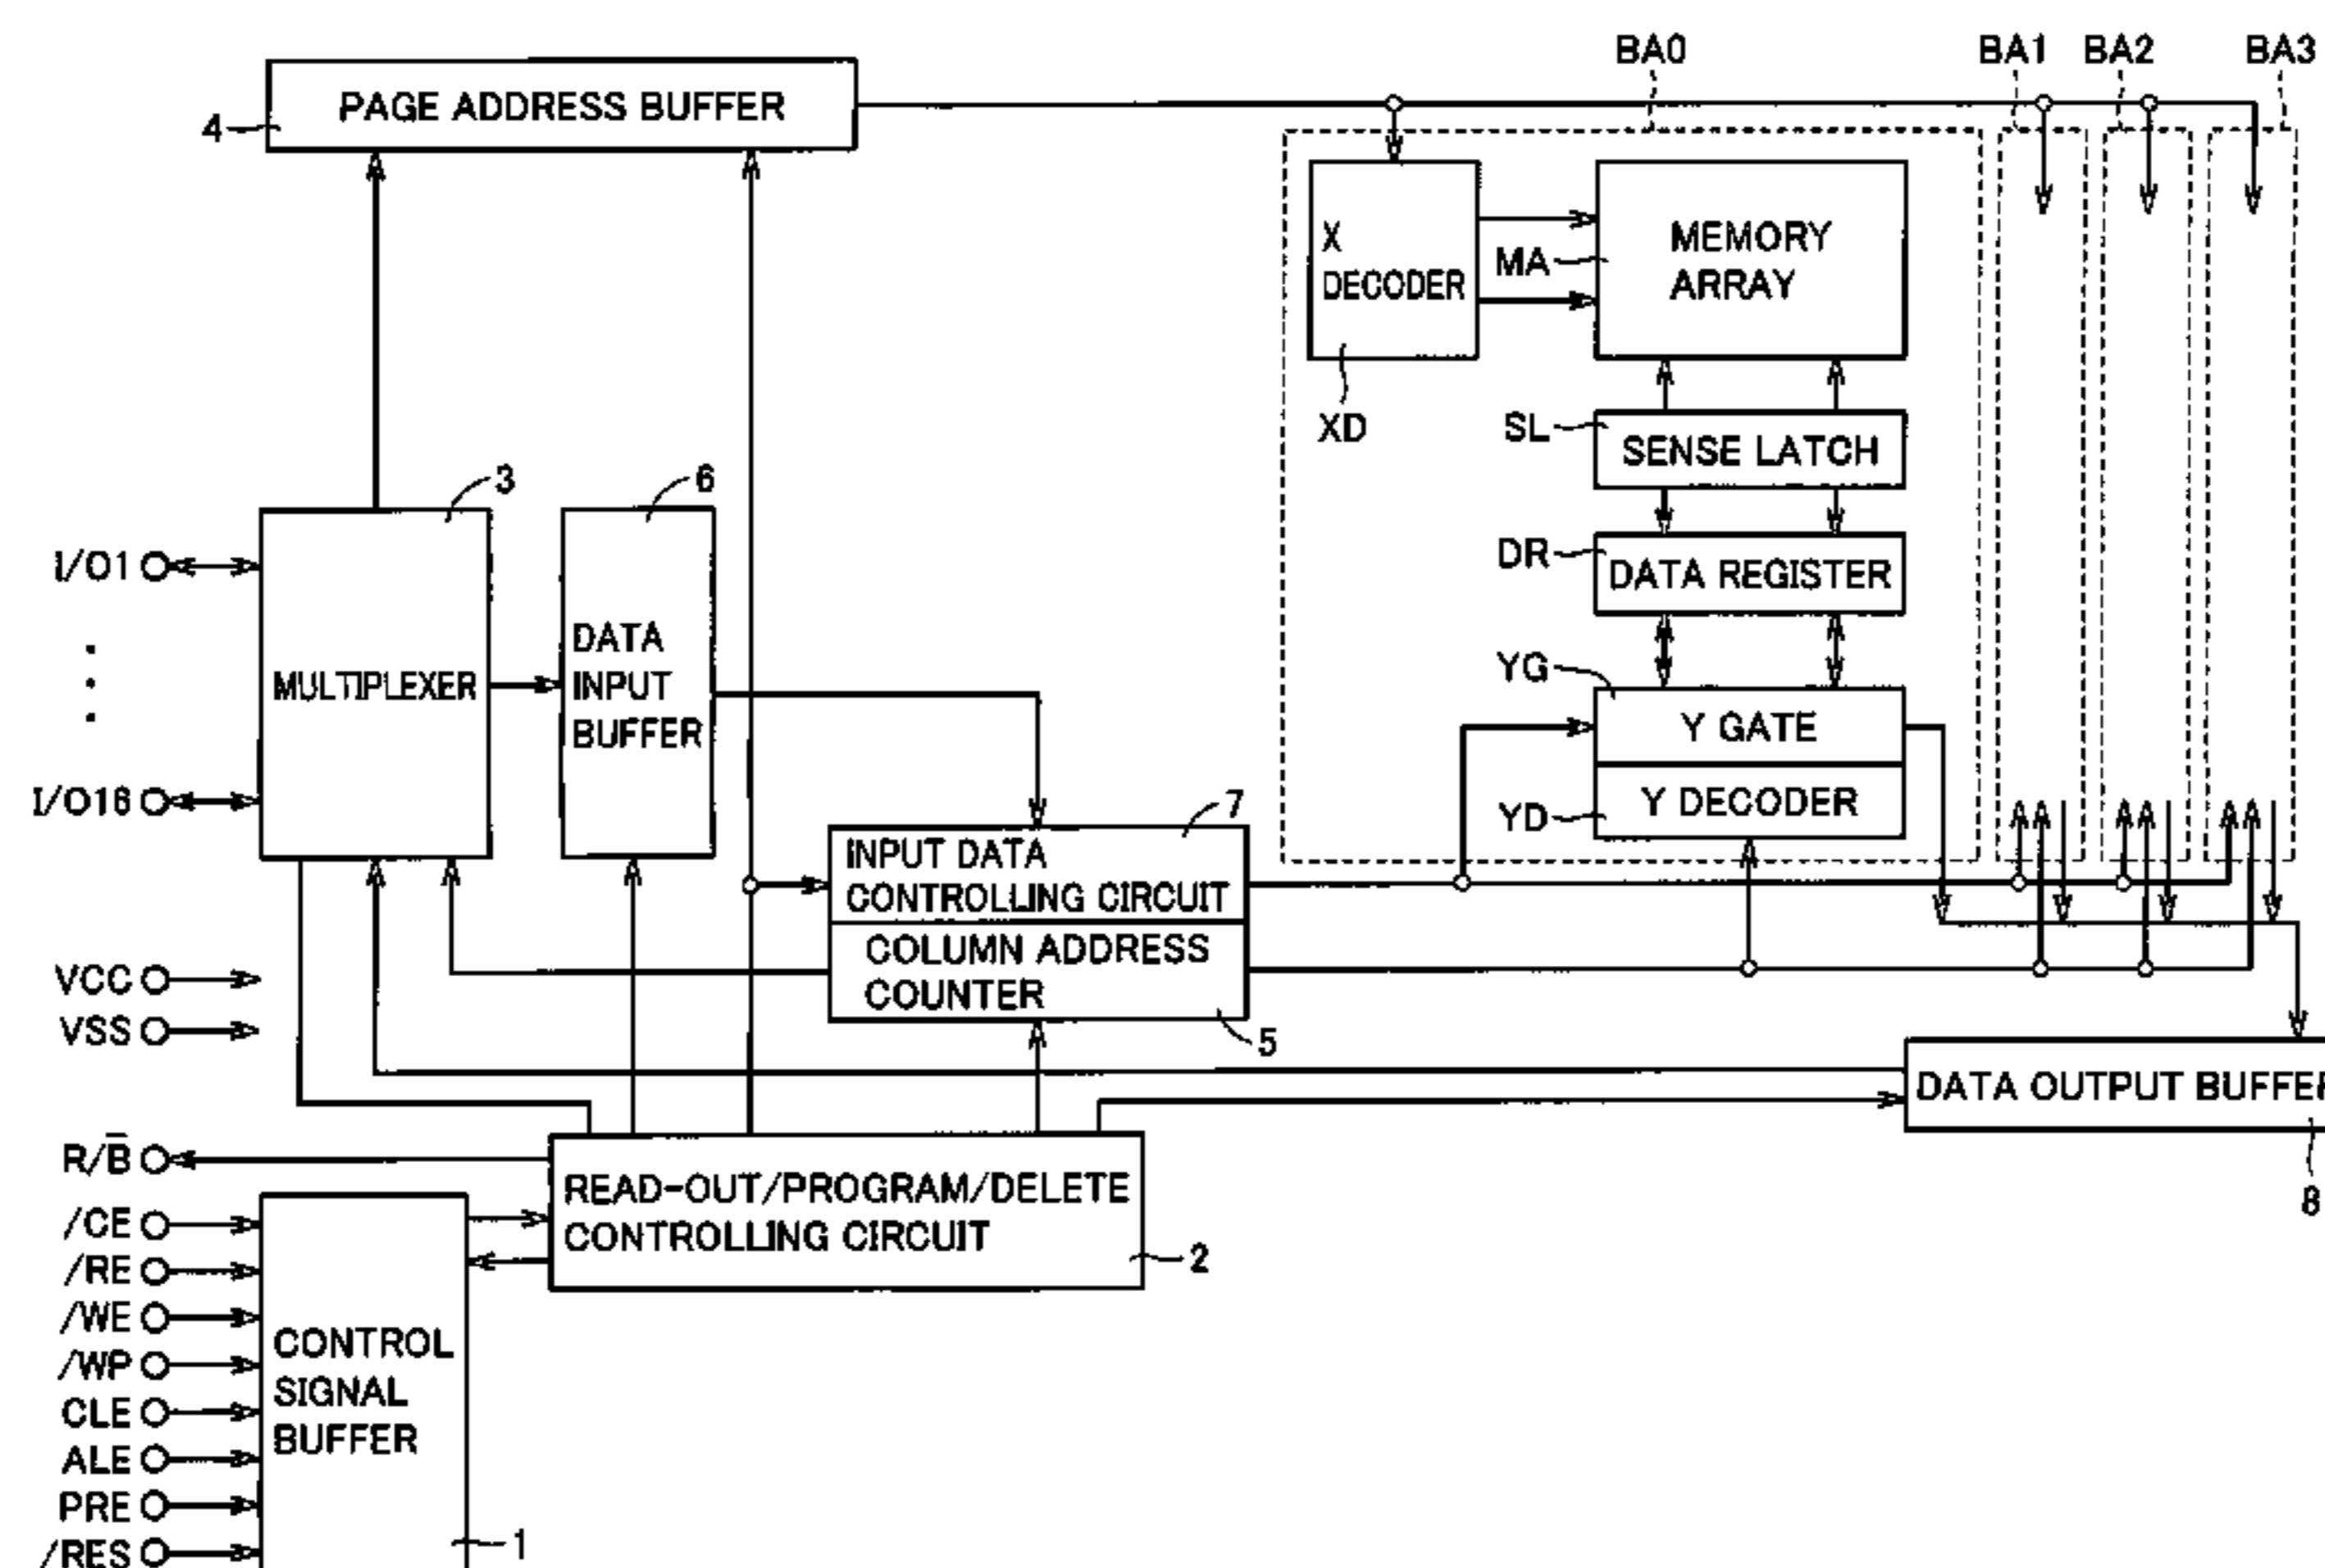 BA0
BA1
BA2
BA3
PAGE ADDRESS BUFFER
4
X
DECODER
MA
MEMORY
ARRAY
XD
SL
SENSE LATCH
3
6
DR
DATA REGISTER
I/O1
MULTIPLEXER
DATA
INPUT
BUFFER
YG
Y GATE
I/O16
YD
Y DECODER
7
INPUT DATA
CONTROLLING CIRCUIT
COLUMN ADDRESS
COUNTER
5
VCC
VSS
DATA OUTPUT BUFFER
8
R/B̅
READ-OUT/PROGRAM/DELETE
CONTROLLING CIRCUIT
2
/CE
/RE
/WE
/WP
CLE
ALE
PRE
/RES
CONTROL
SIGNAL
BUFFER
1